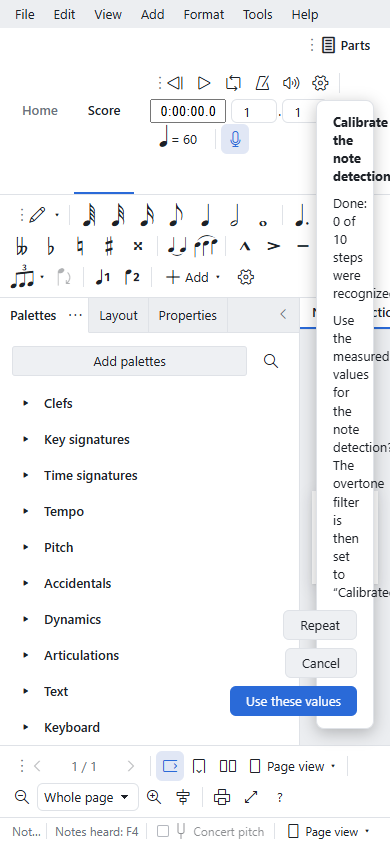 File Edit View Add Format Tools Help
Parts
Home Score
0:00:00.0 1 . 1
= 60
Calibrate
the
note
detection
Done:
0 of
10
steps
were
recognized
Use
the
measured
values
for
the
note
detection?
The
overtone
filter
is
then
set
to
“Calibrated
Repeat
Cancel
Use these values
3
1 2 Add
Palettes Layout Properties
Add palettes
Clefs
Key signatures
Time signatures
Tempo
Pitch
Accidentals
Dynamics
Articulations
Text
Keyboard
1 / 1 Page view
Whole page ?
Not... Notes heard: F4 Concert pitch Page view